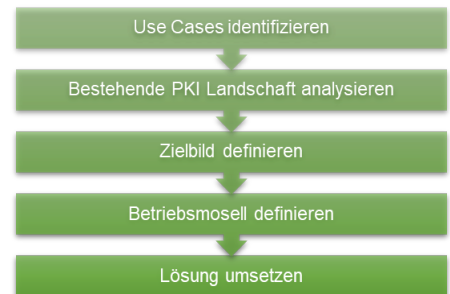 Use Cases identifizieren
Bestehende PKI Landschaft analysieren
Zielbild definieren
Betriebsmosell definieren
Lösung umsetzen